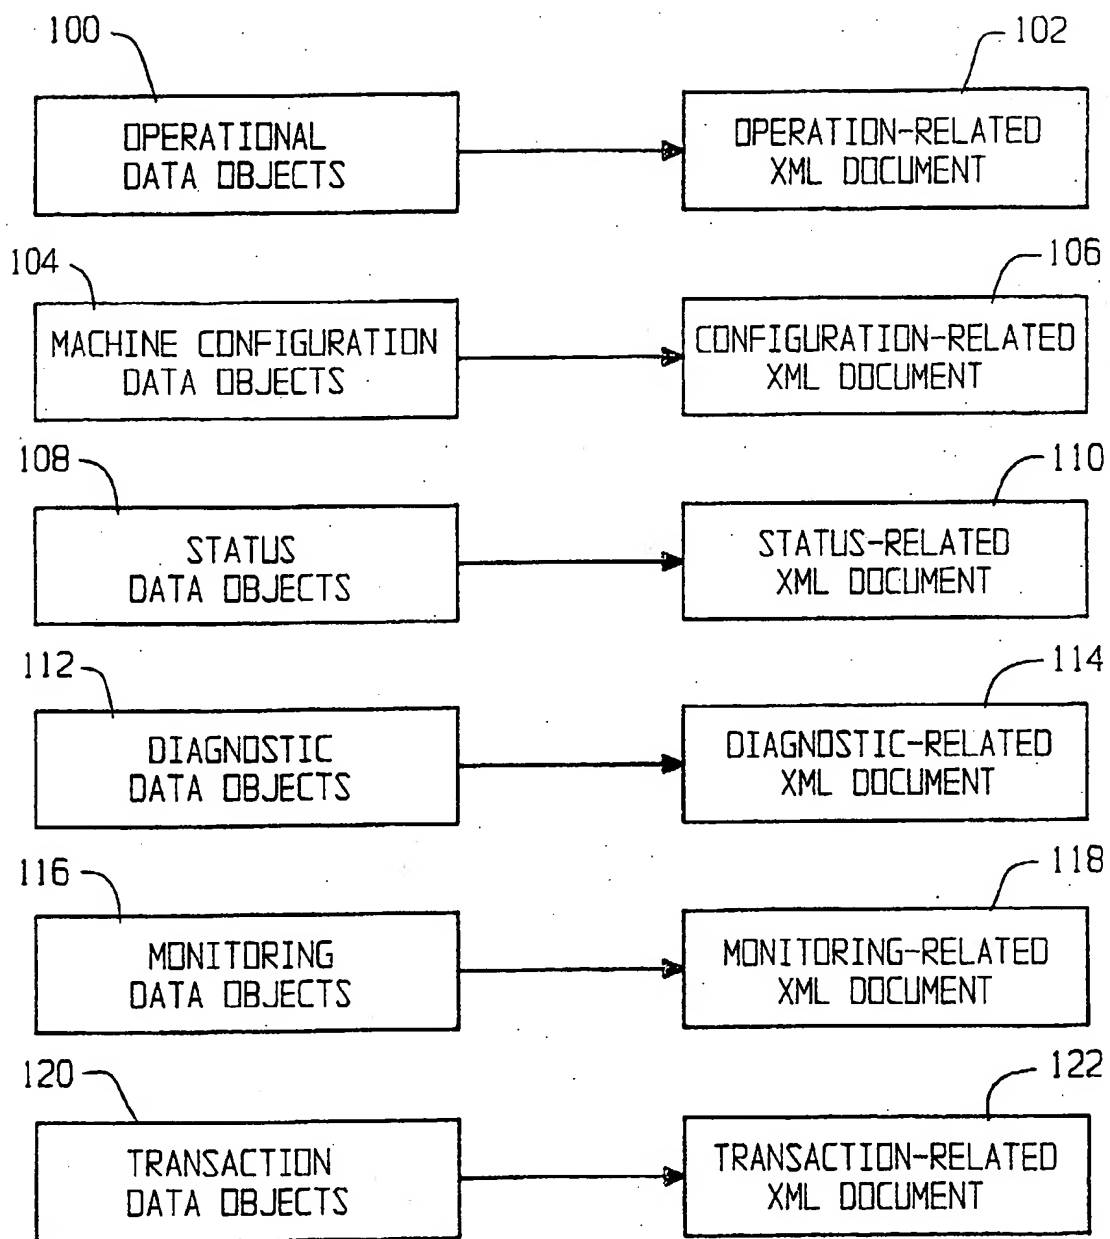 100
102
OPERATIONAL
DATA OBJECTS
OPERATION-RELATED
XML DOCUMENT
104
106
MACHINE CONFIGURATION
DATA OBJECTS
CONFIGURATION-RELATED
XML DOCUMENT
108
110
STATUS
DATA OBJECTS
STATUS-RELATED
XML DOCUMENT
112
114
DIAGNOSTIC
DATA OBJECTS
DIAGNOSTIC-RELATED
XML DOCUMENT
116
118
MONITORING
DATA OBJECTS
MONITORING-RELATED
XML DOCUMENT
120
122
TRANSACTION
DATA OBJECTS
TRANSACTION-RELATED
XML DOCUMENT